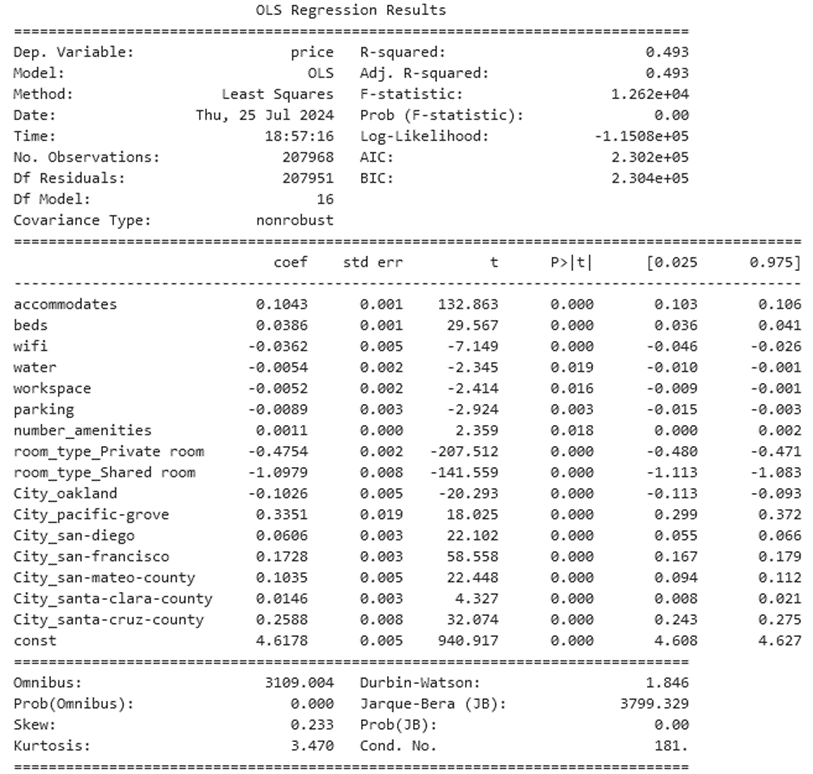 OLS Regression Results
==============================================================================
Dep. Variable: price R-squared: 0.493
Model: OLS Adj. R-squared: 0.493
Method: Least Squares F-statistic: 1.262e+04
Date: Thu, 25 Jul 2024 Prob (F-statistic): 0.00
Time: 18:57:16 Log-Likelihood: -1.1508e+05
No. Observations: 207968 AIC: 2.302e+05
Df Residuals: 207951 BIC: 2.304e+05
Df Model: 16
Covariance Type: nonrobust
===========================================================================================
coef std err t P>|t| [0.025 0.975]
-------------------------------------------------------------------------------------------
accommodates 0.1043 0.001 132.863 0.000 0.103 0.106
beds 0.0386 0.001 29.567 0.000 0.036 0.041
wifi -0.0362 0.005 -7.149 0.000 -0.046 -0.026
water -0.0054 0.002 -2.345 0.019 -0.010 -0.001
workspace -0.0052 0.002 -2.414 0.016 -0.009 -0.001
parking -0.0089 0.003 -2.924 0.003 -0.015 -0.003
number_amenities 0.0011 0.000 2.359 0.018 0.000 0.002
room_type_Private room -0.4754 0.002 -207.512 0.000 -0.480 -0.471
room_type_Shared room -1.0979 0.008 -141.559 0.000 -1.113 -1.083
City_oakland -0.1026 0.005 -20.293 0.000 -0.113 -0.093
City_pacific-grove 0.3351 0.019 18.025 0.000 0.299 0.372
City_san-diego 0.0606 0.003 22.102 0.000 0.055 0.066
City_san-francisco 0.1728 0.003 58.558 0.000 0.167 0.179
City_san-mateo-county 0.1035 0.005 22.448 0.000 0.094 0.112
City_santa-clara-county 0.0146 0.003 4.327 0.000 0.008 0.021
City_santa-cruz-county 0.2588 0.008 32.074 0.000 0.243 0.275
const 4.6178 0.005 940.917 0.000 4.608 4.627
==============================================================================
Omnibus: 3109.004 Durbin-Watson: 1.846
Prob(Omnibus): 0.000 Jarque-Bera (JB): 3799.329
Skew: 0.233 Prob(JB): 0.00
Kurtosis: 3.470 Cond. No. 181.
==============================================================================